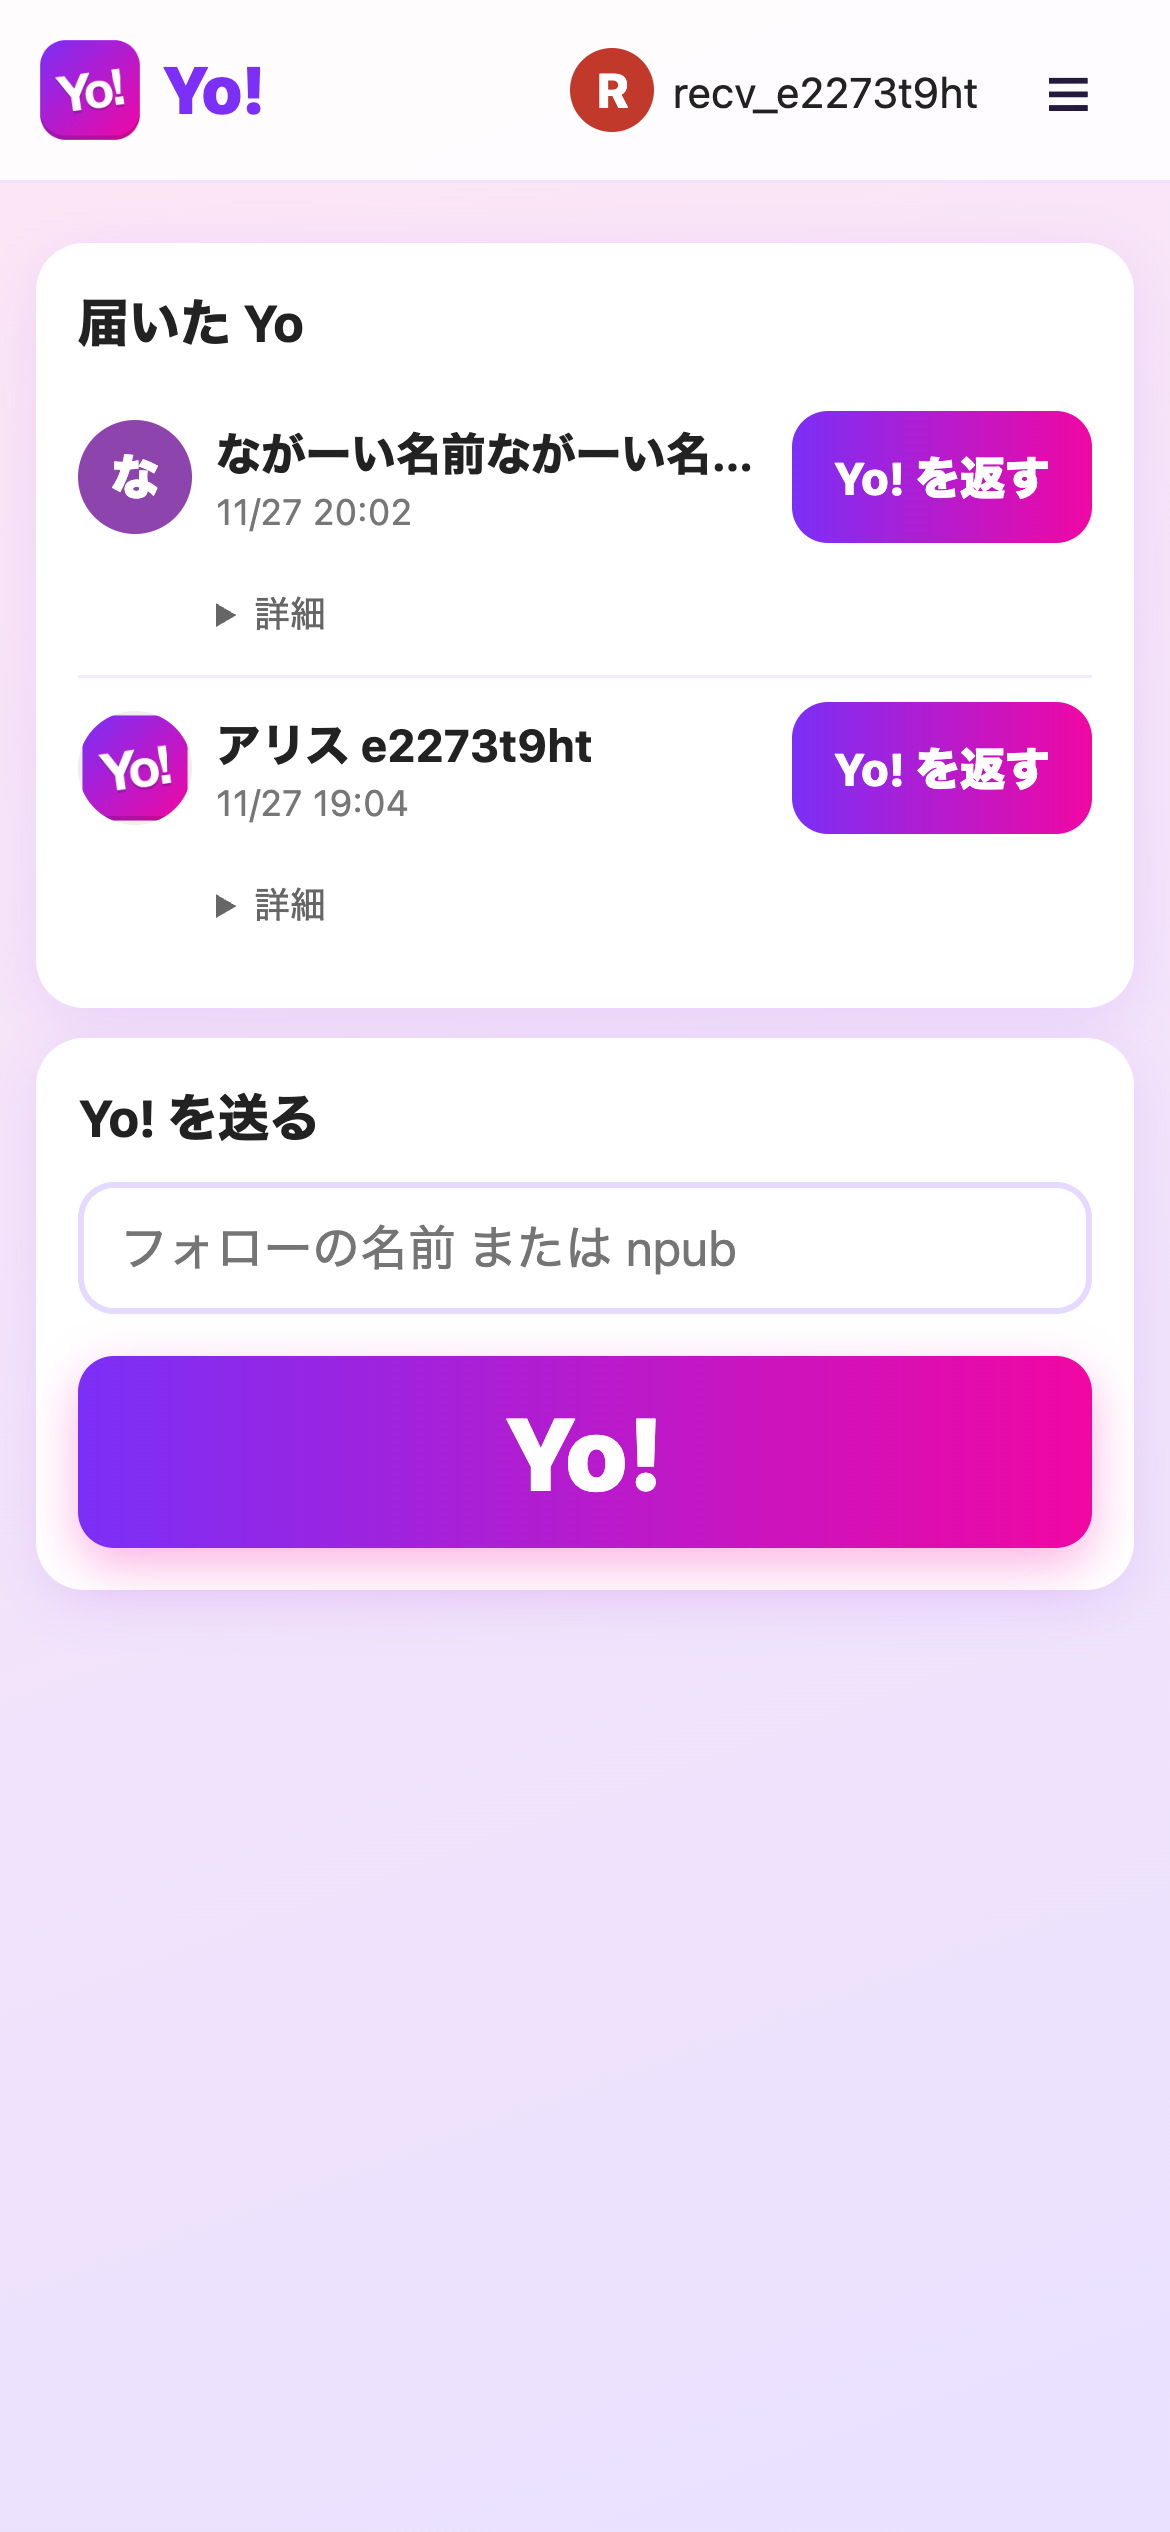 Yo! Yo! R recv_e2273t9ht
届いた Yo
な ながーい名前ながーい名... Yo! を返す
11/27 20:02
詳細
Yo! アリス e2273t9ht Yo! を返す
11/27 19:04
詳細
Yo! を送る
フォローの名前 または npub
Yo!